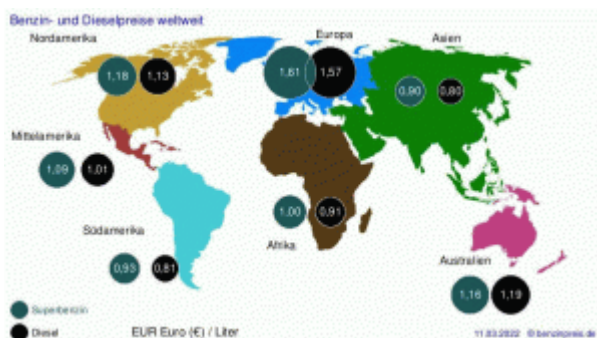 Benzin- und Dieselpreise weltweit
Nordamerika
Europa
Asien
1,18
1,13
1,61
1,57
0,90
0,80
Mittelamerika
1,09
1,01
1,00
0,91
Südamerika
Afrika
0,93
0,81
Australien
1,16
1,19
Superbenzin
Diesel
EUR Euro (€) / Liter
11.03.2022 © benzinpreis.de